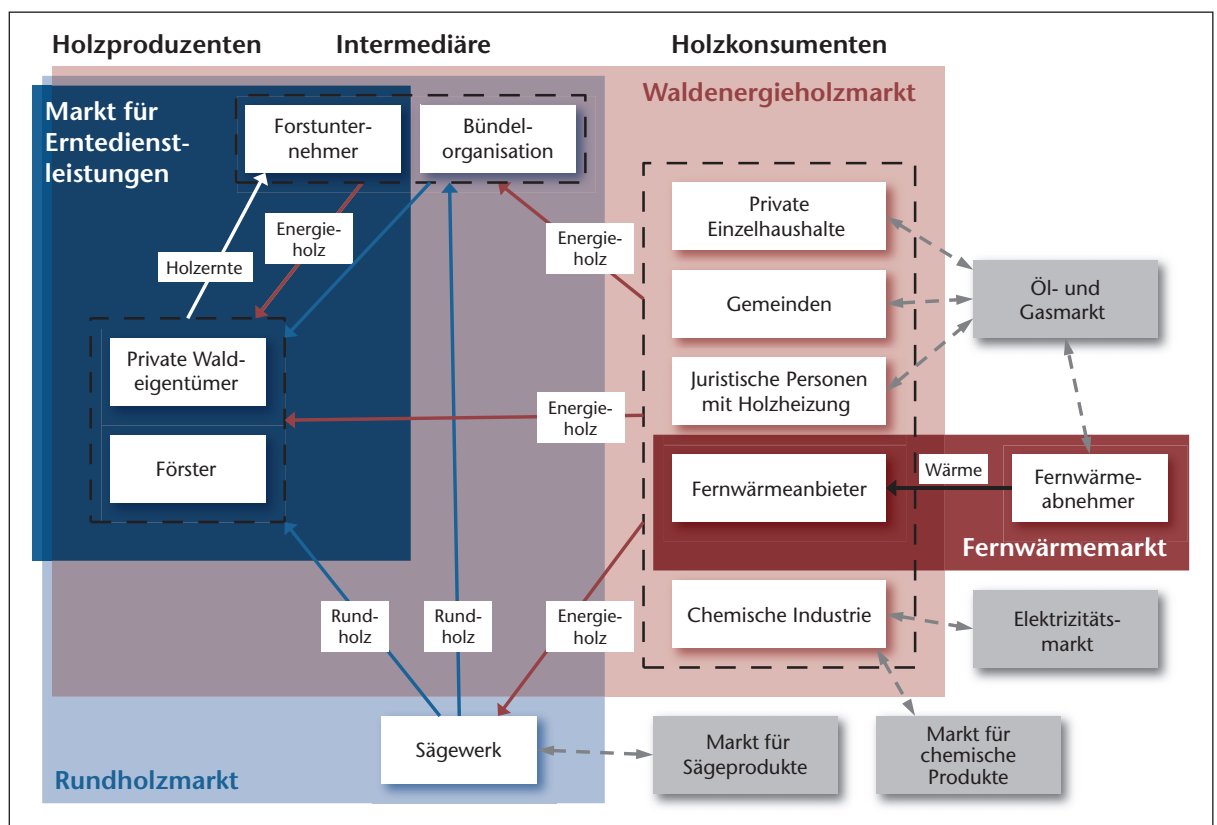 Holzproduzenten
Intermediäre
Holzkonsumenten
Waldenergieholzmarkt
Markt für
Erntedienst-
leistungen
Forstunter-
nehmer
Bündel-
organisation
Private
Einzelhaushalte
Energie-
holz
Energie-
holz
Holzernte
Öl- und
Gasmarkt
Gemeinden
Private Wald-
eigentümer
Juristische Personen
mit Holzheizung
Energie-
holz
Förster
Fernwärmeanbieter
Wärme
Fernwärme-
abnehmer
Fernwärmemarkt
Rund-
holz
Rund-
holz
Energie-
holz
Chemische Industrie
Elektrizitäts-
markt
Sägewerk
Markt für
Sägeprodukte
Markt für
chemische
Produkte
Rundholzmarkt